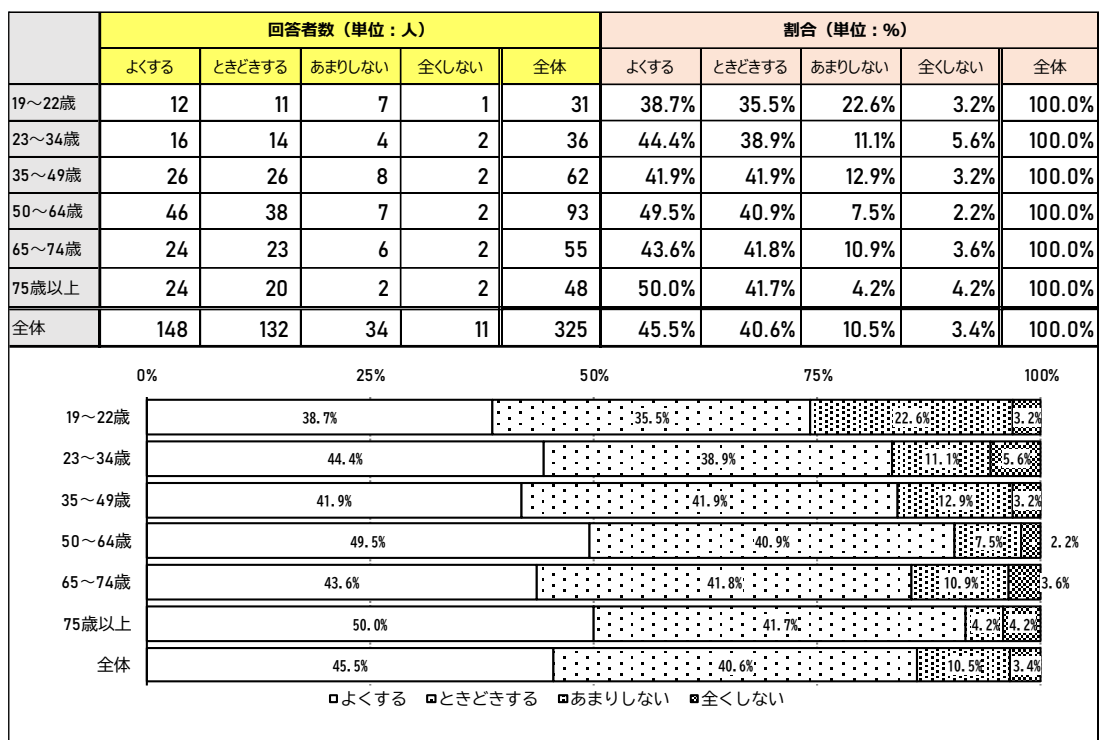 回答者数（単位：人） 割合（単位：%）
よくする ときどきする あまりしない 全くしない 全体 よくする ときどきする あまりしない 全くしない 全体
19～22歳 12 11 7 1 31 38.7% 35.5% 22.6% 3.2% 100.0%
23～34歳 16 14 4 2 36 44.4% 38.9% 11.1% 5.6% 100.0%
35～49歳 26 26 8 2 62 41.9% 41.9% 12.9% 3.2% 100.0%
50～64歳 46 38 7 2 93 49.5% 40.9% 7.5% 2.2% 100.0%
65～74歳 24 23 6 2 55 43.6% 41.8% 10.9% 3.6% 100.0%
75歳以上 24 20 2 2 48 50.0% 41.7% 4.2% 4.2% 100.0%
全体 148 132 34 11 325 45.5% 40.6% 10.5% 3.4% 100.0%
0% 25% 50% 75% 100%
19～22歳 38.7% 35.5% 22.6% 3.2%
23～34歳 44.4% 38.9% 11.1% 5.6%
35～49歳 41.9% 41.9% 12.9% 3.2%
50～64歳 49.5% 40.9% 7.5% 2.2%
65～74歳 43.6% 41.8% 10.9% 3.6%
75歳以上 50.0% 41.7% 4.2% 4.2%
全体 45.5% 40.6% 10.5% 3.4%
よくする ときどきする あまりしない 全くしない